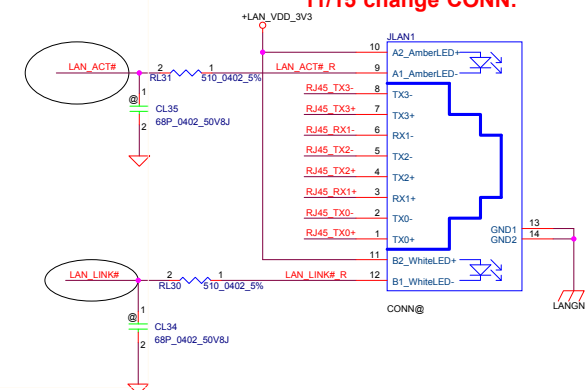 11/15 change CONN.
+LAN_VDD_3V3
JLAN1
LAN_ACT#
2
RL31
1
510_0402_5%
LAN_ACT#_R
10
A2_AmberLED+
9
A1_AmberLED-
RJ45_TX3-
8
TX3-
RJ45_TX3+
7
TX3+
RJ45_RX1-
6
RX1-
RJ45_TX2-
5
TX2-
RJ45_TX2+
4
TX2+
RJ45_RX1+
3
RX1+
RJ45_TX0-
2
TX0-
RJ45_TX0+
1
TX0+
@
1
CL35
68P_0402_50V8J
2
GND1
13
GND2
14
11
B2_WhiteLED+
LAN_LINK#
2
RL30
1
510_0402_5%
LAN_LINK#_R
12
B1_WhiteLED-
CONN@
LANGN
@
1
CL34
68P_0402_50V8J
2